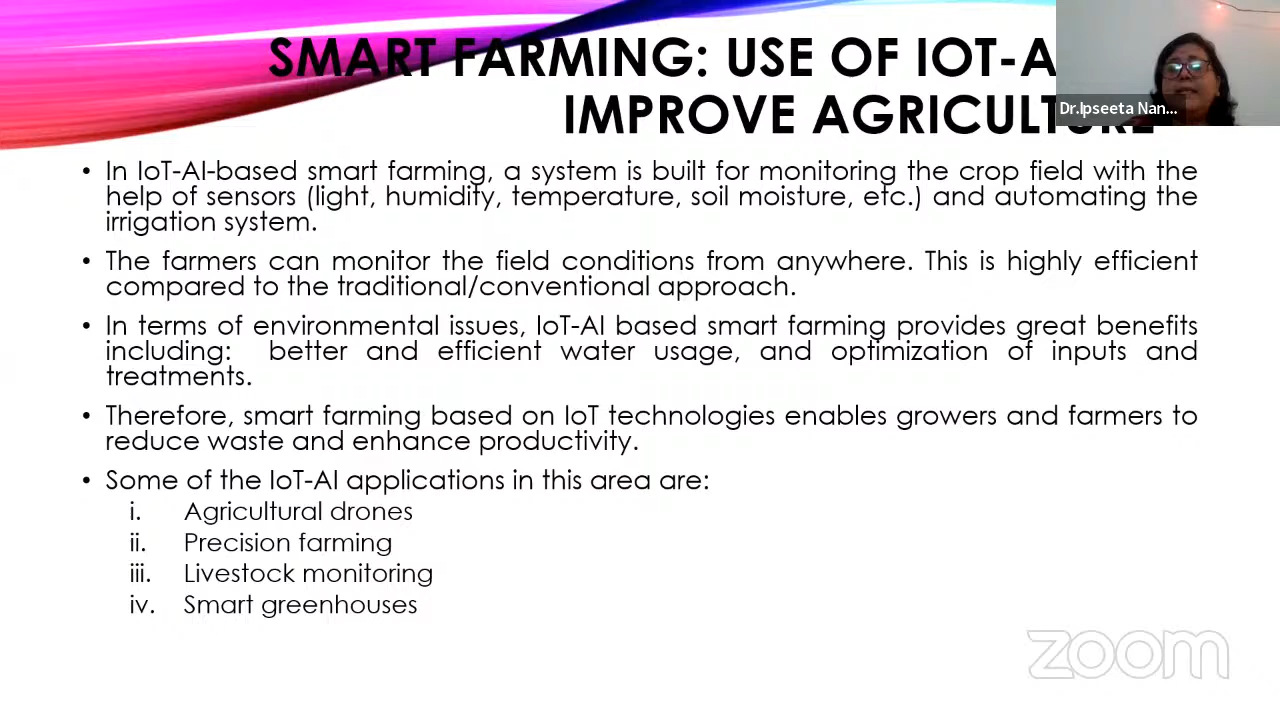 SMART FARMING: USE OF IOT-A
IMPROVE AGRICULTURE
Dr.Ipseeta Nan...
• In IoT-AI-based smart farming, a system is built for monitoring the crop field with the
help of sensors (light, humidity, temperature, soil moisture, etc.) and automating the
irrigation system.
• The farmers can monitor the field conditions from anywhere. This is highly efficient
compared to the traditional/conventional approach.
• In terms of environmental issues, IoT-AI based smart farming provides great benefits
including: better and efficient water usage, and optimization of inputs and
treatments.
• Therefore, smart farming based on IoT technologies enables growers and farmers to
reduce waste and enhance productivity.
• Some of the IoT-AI applications in this area are:
i. Agricultural drones
ii. Precision farming
iii. Livestock monitoring
iv. Smart greenhouses
zoom